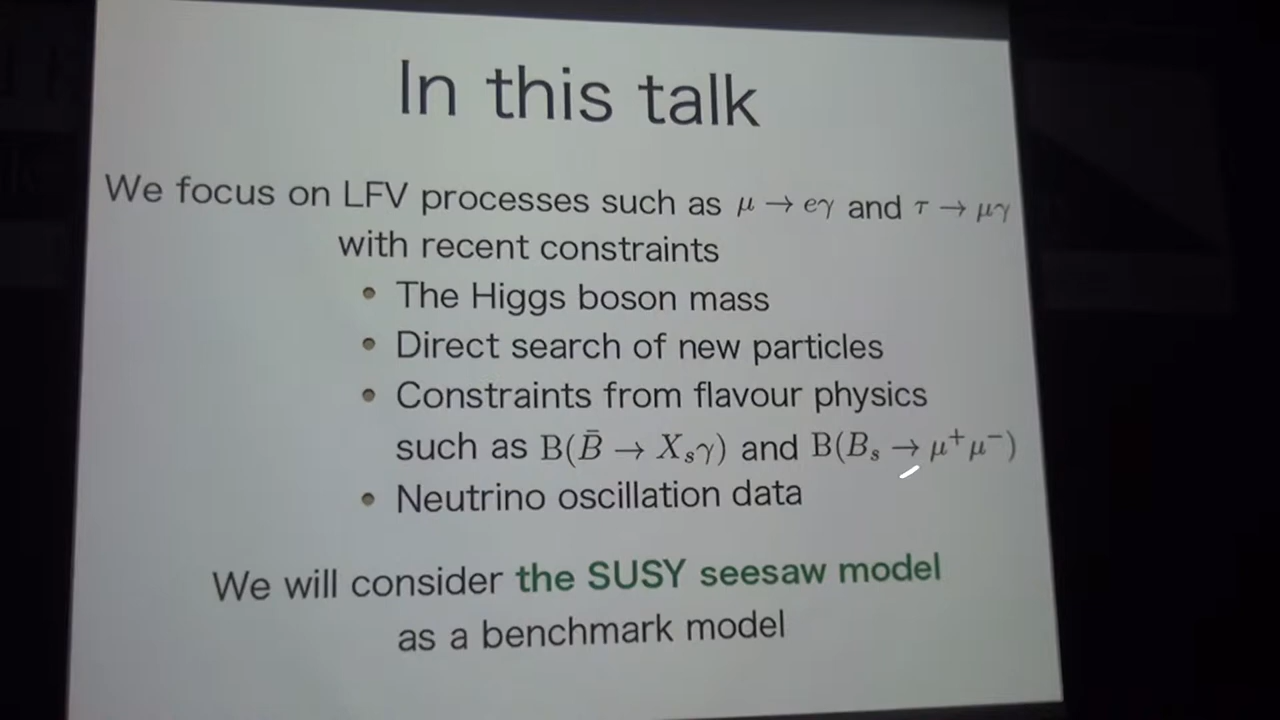 In this talk
We focus on LFV processes such as μ → eγ and τ → μγ
with recent constraints
• The Higgs boson mass
• Direct search of new particles
• Constraints from flavour physics
such as B(B̄ → Xₛγ) and B(Bₛ → μ⁺μ⁻)
• Neutrino oscillation data
We will consider the SUSY seesaw model
as a benchmark model